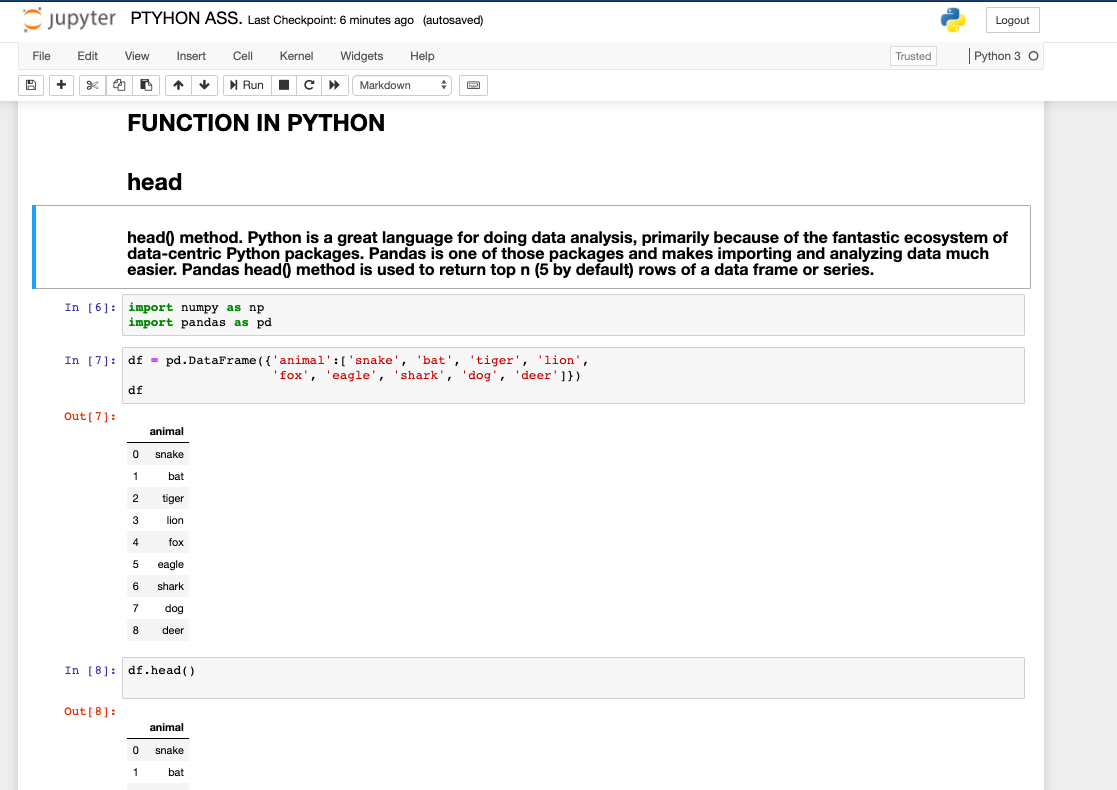 jupyter PTYHON ASS. Last Checkpoint: 6 minutes ago (autosaved) Logout
File Edit View Insert Cell Kernel Widgets Help Trusted Python 3
Run Markdown
FUNCTION IN PYTHON
head
head() method. Python is a great language for doing data analysis, primarily because of the fantastic ecosystem of
data-centric Python packages. Pandas is one of those packages and makes importing and analyzing data much
easier. Pandas head() method is used to return top n (5 by default) rows of a data frame or series.
In [6]: import numpy as np
import pandas as pd
In [7]: df = pd.DataFrame({'animal':['snake', 'bat', 'tiger', 'lion',
'fox', 'eagle', 'shark', 'dog', 'deer']})
df
Out[7]:
animal
0 snake
1 bat
2 tiger
3 lion
4 fox
5 eagle
6 shark
7 dog
8 deer
In [8]: df.head()
Out[8]:
animal
0 snake
1 bat